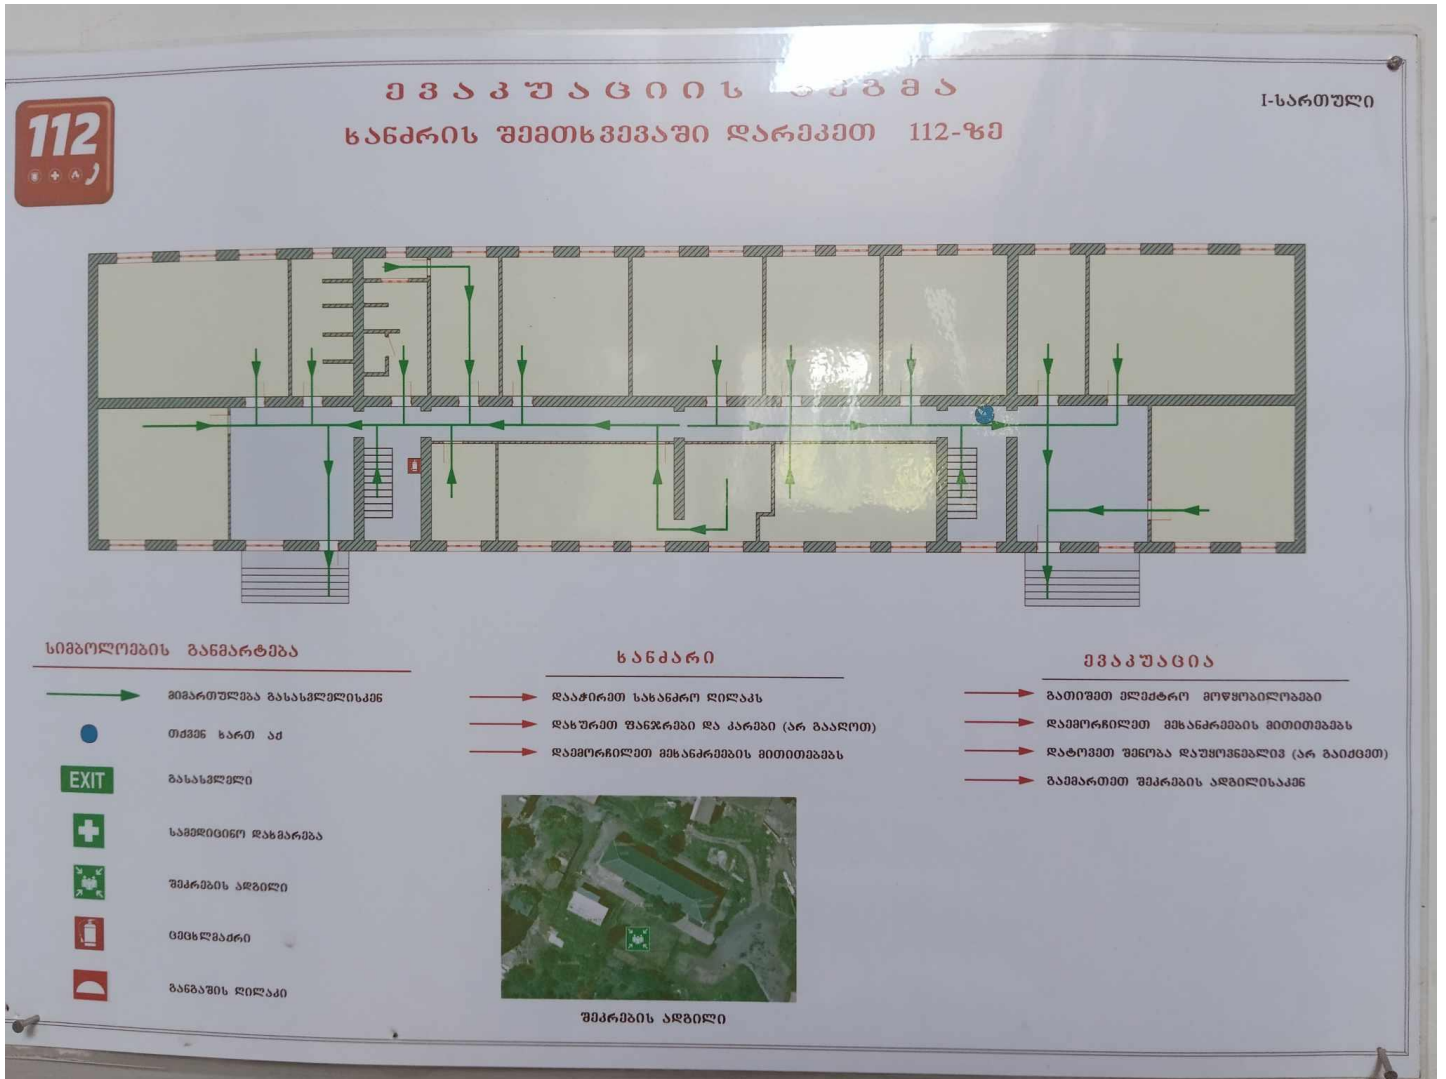 ევაკუაციის გეგმა
ხანძრის შემთხვევაში დარეკეთ 112-ზე
I-სართული
112
სიმბოლოების განმარტება
მიმართულება გასასვლელისკენ
თქვენ ხართ აქ
EXIT
გასასვლელი
სამედიცინო დახმარება
შეკრების ადგილი
ცეცხლმაქრი
განგაშის ღილაკი
ხანძარი
დააჭირეთ სახანძრო ღილაკს
დახურეთ ფანჯრები და კარები (არ გააღოთ)
დაემორჩილეთ მეხანძრეების მითითებებს
შეკრების ადგილი
ევაკუაცია
გათიშეთ ელექტრო მოწყობილობები
დაემორჩილეთ მეხანძრეების მითითებებს
დატოვეთ შენობა დაუყოვნებლივ (არ გაიქცეთ)
გაემართეთ შეკრების ადგილისაკენ